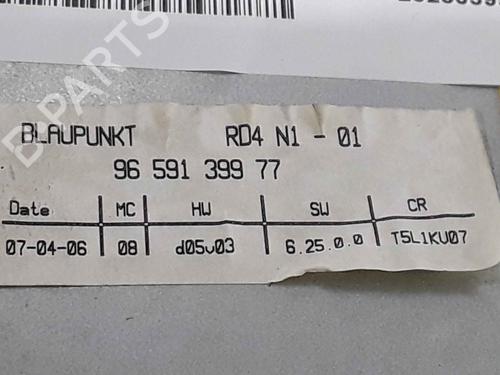 BLAUPUNKT RD4 N1 - 01
96 591 399 77
Date MC HW SW CR
07-04-06 08 d05v03 6.25.0.0 T5L1KV07
B-PARTS